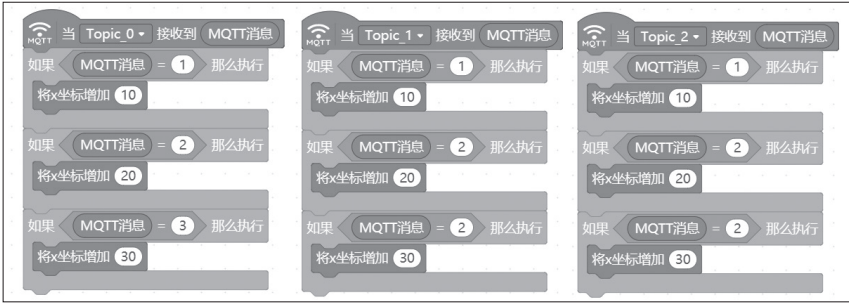 MQTT 当 Topic_0 接收到 MQTT消息
如果 MQTT消息 = 1 那么执行
将x坐标增加 10
如果 MQTT消息 = 2 那么执行
将x坐标增加 20
如果 MQTT消息 = 3 那么执行
将x坐标增加 30
MQTT 当 Topic_1 接收到 MQTT消息
如果 MQTT消息 = 1 那么执行
将x坐标增加 10
如果 MQTT消息 = 2 那么执行
将x坐标增加 20
如果 MQTT消息 = 2 那么执行
将x坐标增加 30
MQTT 当 Topic_2 接收到 MQTT消息
如果 MQTT消息 = 1 那么执行
将x坐标增加 10
如果 MQTT消息 = 2 那么执行
将x坐标增加 20
如果 MQTT消息 = 2 那么执行
将x坐标增加 30